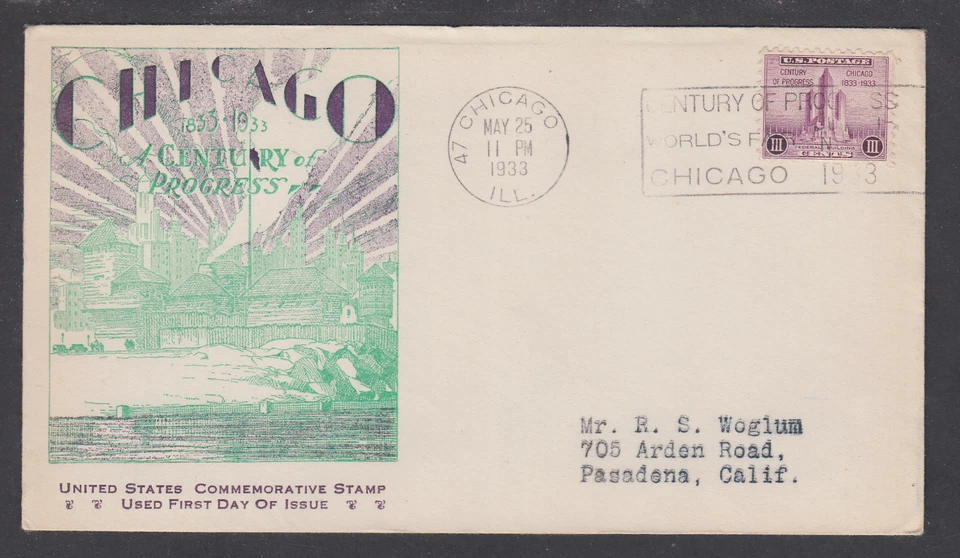 CHICAGO
1833-1933
A CENTURY of
PROGRESS
UNITED STATES COMMEMORATIVE STAMP
USED FIRST DAY OF ISSUE
47 CHICAGO
MAY 25
11 PM
1933
ILL.
CENTURY OF PROGRESS
WORLD'S F
CHICAGO 1933
U.S. POSTAGE
CENTURY OF PROGRESS
CHICAGO 1833-1933
FEDERAL BUILDING
III CENTS III
Mr. R. S. Woglum
705 Arden Road,
Pasadena, Calif.